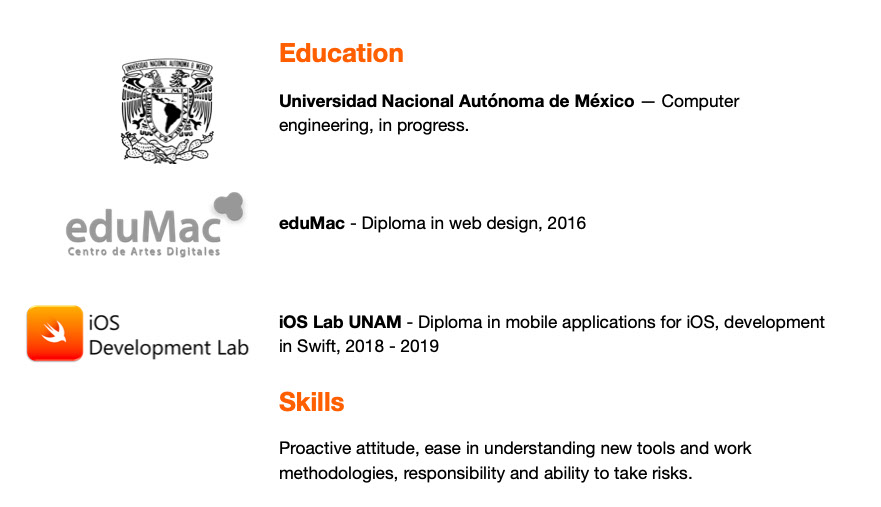 Education
UNIVERSIDAD NACIONAL AUTÓNOMA DE MÉXICO
POR MI
Universidad Nacional Autónoma de México — Computer
engineering, in progress.
eduMac
Centro de Artes Digitales
eduMac - Diploma in web design, 2016
iOS
Development Lab
iOS Lab UNAM - Diploma in mobile applications for iOS, development
in Swift, 2018 - 2019
Skills
Proactive attitude, ease in understanding new tools and work
methodologies, responsibility and ability to take risks.